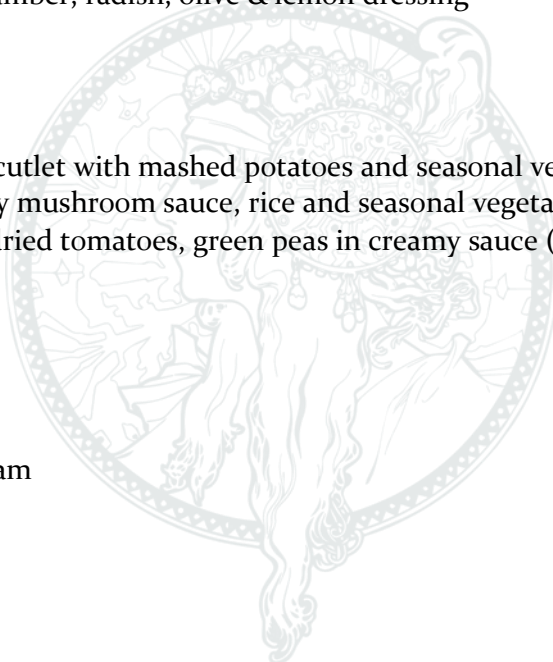 radish, olive & lemon dressing
cutlet with mashed potatoes and seasonal
mushroom sauce, rice and seasonal
tomatoes, green peas in creamy sauce (